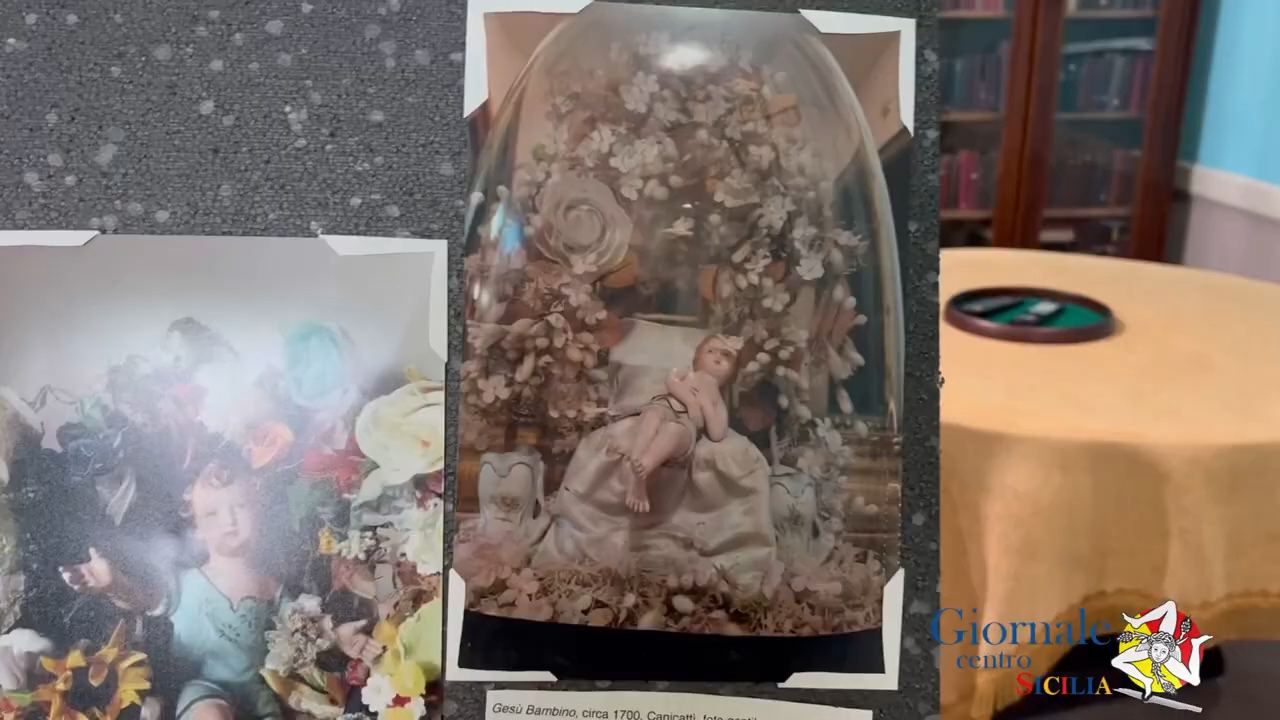 Gesù Bambino, circa 1700, Canicattì, foto
Giornale
centro
SICILIA